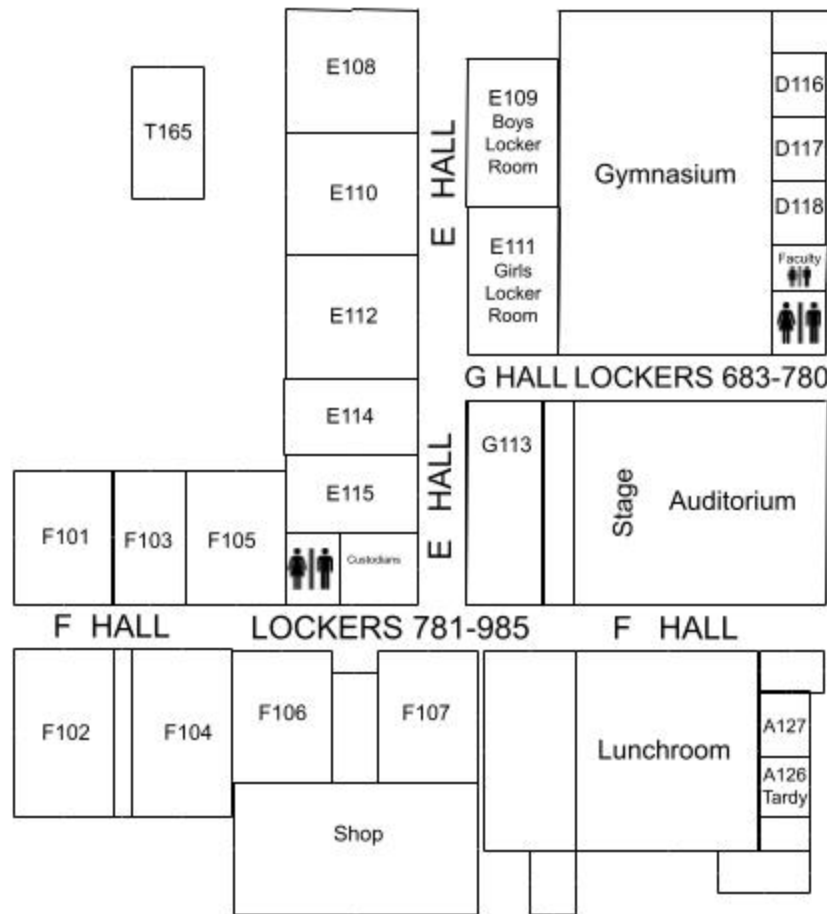 E108
T165
E109
Boys
Locker
Room
E HALL
Gymnasium
D116
D117
D118
E110
E111
Girls
Locker
Room
Faculty
E112
G HALL LOCKERS 683-780
E114
G113
E HALL
Stage
Auditorium
E115
F101
F103
F105
Custodians
F HALL
LOCKERS 781-985
F HALL
F102
F104
F106
F107
Lunchroom
A127
A126
Tardy
Shop